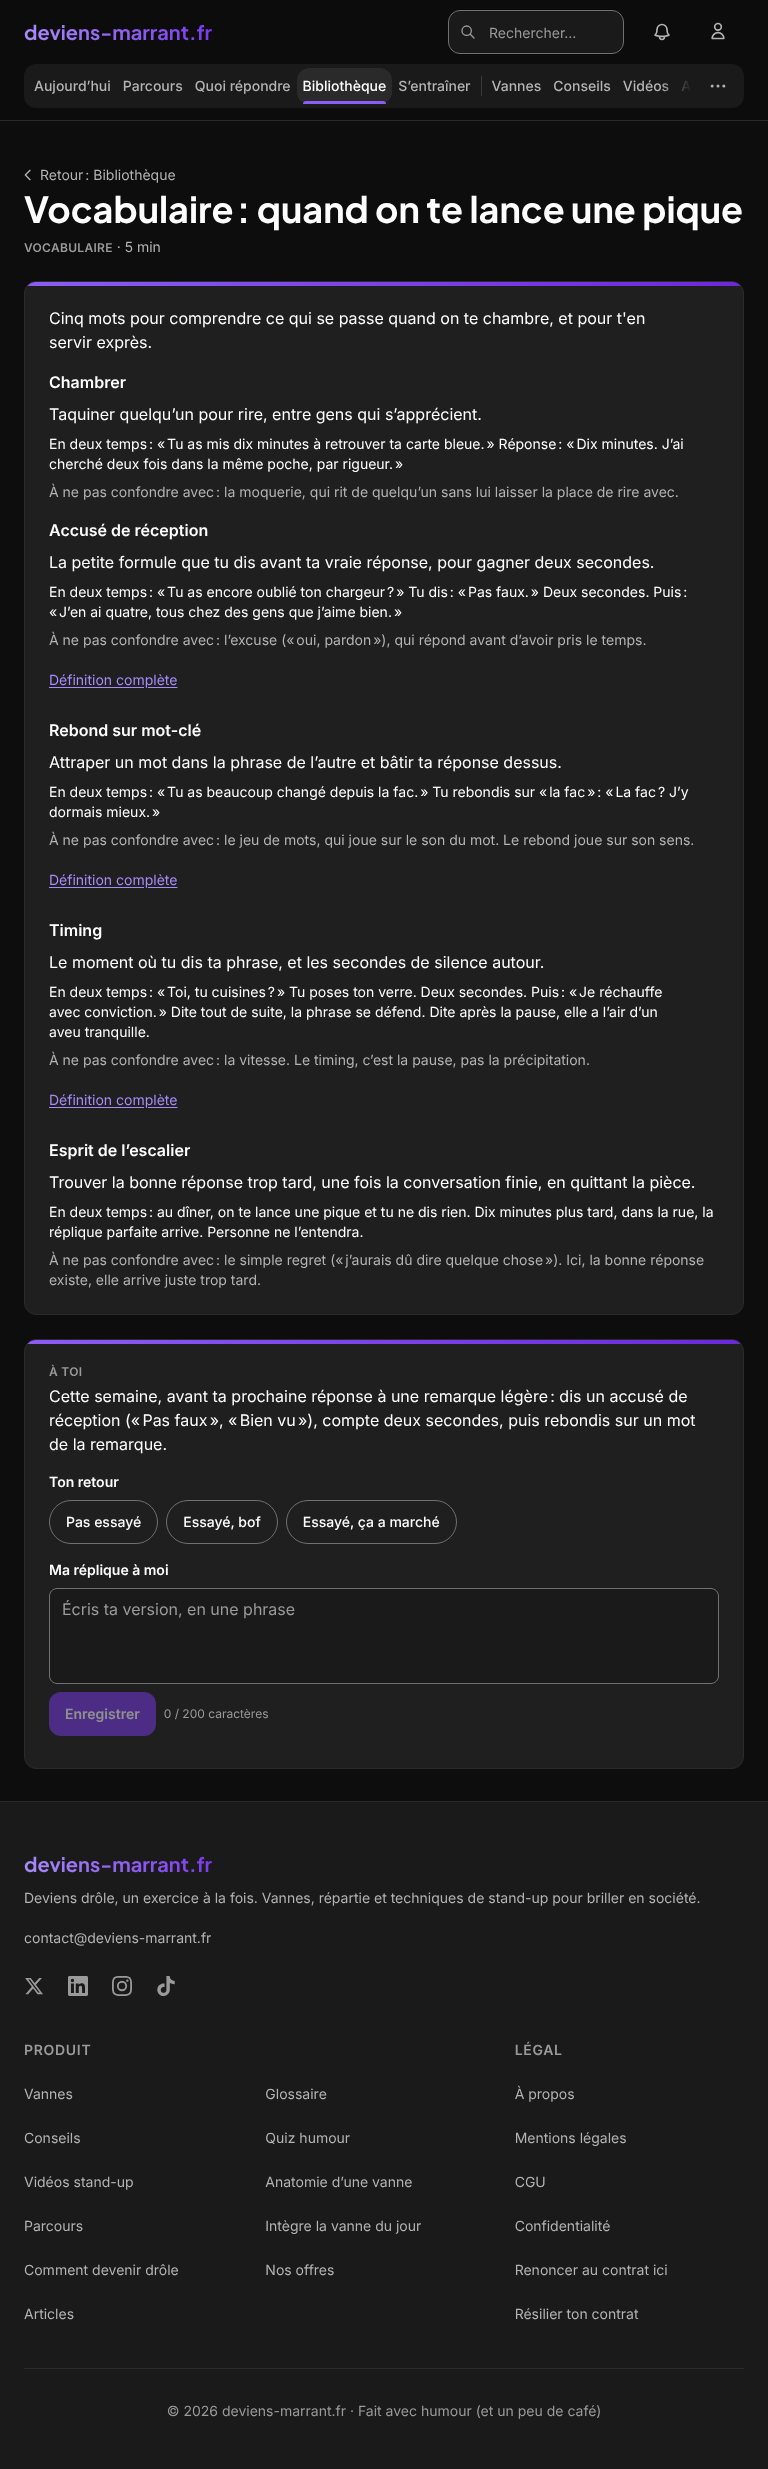 deviens-marrant.fr
Rechercher...
Aujourd’hui Parcours Quoi répondre Bibliothèque S’entraîner Vannes Conseils Vidéos
Retour : Bibliothèque
Vocabulaire : quand on te lance une pique
VOCABULAIRE · 5 min
Cinq mots pour comprendre ce qui se passe quand on te chambre, et pour t'en
servir exprès.
Chambrer
Taquiner quelqu’un pour rire, entre gens qui s’apprécient.
En deux temps : « Tu as mis dix minutes à retrouver ta carte bleue. » Réponse : « Dix minutes. J’ai
cherché deux fois dans la même poche, par rigueur. »
À ne pas confondre avec : la moquerie, qui rit de quelqu’un sans lui laisser la place de rire avec.
Accusé de réception
La petite formule que tu dis avant ta vraie réponse, pour gagner deux secondes.
En deux temps : « Tu as encore oublié ton chargeur ? » Tu dis : « Pas faux. » Deux secondes. Puis :
« J’en ai quatre, tous chez des gens que j’aime bien. »
À ne pas confondre avec : l’excuse (« oui, pardon »), qui répond avant d’avoir pris le temps.
Définition complète
Rebond sur mot-clé
Attraper un mot dans la phrase de l’autre et bâtir ta réponse dessus.
En deux temps : « Tu as beaucoup changé depuis la fac. » Tu rebondis sur « la fac » : « La fac ? J’y
dormais mieux. »
À ne pas confondre avec : le jeu de mots, qui joue sur le son du mot. Le rebond joue sur son sens.
Définition complète
Timing
Le moment où tu dis ta phrase, et les secondes de silence autour.
En deux temps : « Toi, tu cuisines ? » Tu poses ton verre. Deux secondes. Puis : « Je réchauffe
avec conviction. » Dite tout de suite, la phrase se défend. Dite après la pause, elle a l’air d’un
aveu tranquille.
À ne pas confondre avec : la vitesse. Le timing, c’est la pause, pas la précipitation.
Définition complète
Esprit de l’escalier
Trouver la bonne réponse trop tard, une fois la conversation finie, en quittant la pièce.
En deux temps : au dîner, on te lance une pique et tu ne dis rien. Dix minutes plus tard, dans la rue, la
réplique parfaite arrive. Personne ne l’entendra.
À ne pas confondre avec : le simple regret (« j’aurais dû dire quelque chose »). Ici, la bonne réponse
existe, elle arrive juste trop tard.
À TOI
Cette semaine, avant ta prochaine réponse à une remarque légère : dis un accusé de
réception (« Pas faux », « Bien vu »), compte deux secondes, puis rebondis sur un mot
de la remarque.
Ton retour
Pas essayé Essayé, bof Essayé, ça a marché
Ma réplique à moi
Écris ta version, en une phrase
Enregistrer 0 / 200 caractères
deviens-marrant.fr
Deviens drôle, un exercice à la fois. Vannes, répartie et techniques de stand-up pour briller en société.
contact@deviens-marrant.fr
PRODUIT LÉGAL
Vannes Glossaire À propos
Conseils Quiz humour Mentions légales
Vidéos stand-up Anatomie d’une vanne CGU
Parcours Intègre la vanne du jour Confidentialité
Comment devenir drôle Nos offres Renoncer au contrat ici
Articles Résilier ton contrat
© 2026 deviens-marrant.fr · Fait avec humour (et un peu de café)